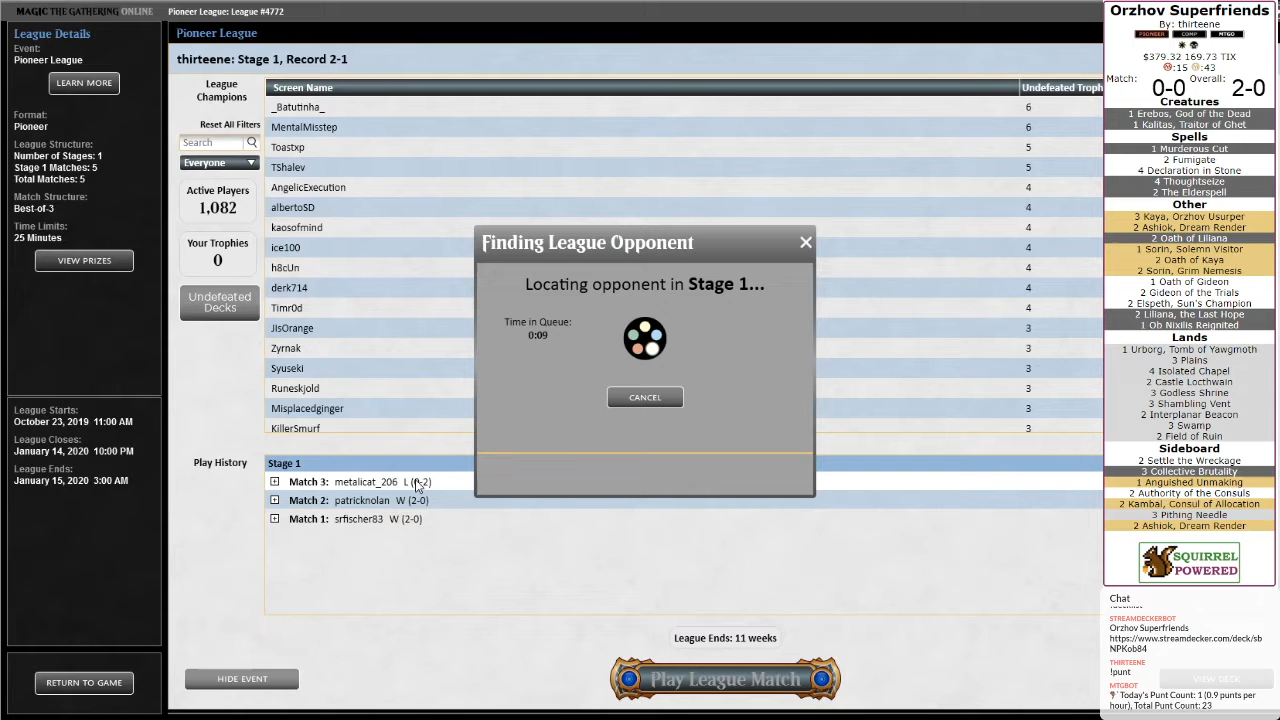 MAGIC THE GATHERING ONLINE
Pioneer League: League #4772
League Details
Event:
Pioneer League
LEARN MORE
Format:
Pioneer
League Structure:
Number of Stages: 1
Stage 1 Matches: 5
Total Matches: 5
Match Structure:
Best-of-3
Time Limits:
25 Minutes
VIEW PRIZES
League Starts:
October 23, 2019 11:00 AM
League Closes:
January 14, 2020 10:00 PM
League Ends:
January 15, 2020 3:00 AM
RETURN TO GAME
Pioneer League
thirteene: Stage 1, Record 2-1
League
Champions
Reset All Filters
Search
Everyone
Active Players
1,082
Your Trophies
0
Undefeated
Decks
Screen Name Undefeated Troph
_Batutinha_ 6
MentalMisstep 6
Toastxp 5
TShalev 5
AngelicExecution 4
albertoSD 4
kaosofmind 4
ice100 4
h8cUn 4
derk714 4
Timr0d 4
JIsOrange 3
Zyrnak 3
Syuseki 3
Runeskjold 3
Misplacedginger 3
KillerSmurf 3
Finding League Opponent
Locating opponent in Stage 1...
Time in Queue:
0:09
CANCEL
Play History
Stage 1
Match 3: metalicat_206 L (0-2)
Match 2: patricknolan W (2-0)
Match 1: srfischer83 W (2-0)
League Ends: 11 weeks
HIDE EVENT
Play League Match
Orzhov Superfriends
By: thirteene
PIONEER COMP MTGO
$379.32 169.73 TIX
:15 :43
Match: 0-0 Overall: 2-0
Creatures
1 Erebos, God of the Dead
1 Kalitas, Traitor of Ghet
Spells
1 Murderous Cut
2 Fumigate
4 Declaration in Stone
4 Thoughtseize
2 The Elderspell
Other
3 Kaya, Orzhov Usurper
2 Ashiok, Dream Render
2 Oath of Liliana
1 Sorin, Solemn Visitor
2 Oath of Kaya
2 Sorin, Grim Nemesis
1 Oath of Gideon
2 Gideon of the Trials
2 Elspeth, Sun's Champion
2 Liliana, the Last Hope
1 Ob Nixilis Reignited
Lands
1 Urborg, Tomb of Yawgmoth
3 Plains
4 Isolated Chapel
2 Castle Locthwain
3 Godless Shrine
3 Shambling Vent
2 Interplanar Beacon
3 Swamp
2 Field of Ruin
Sideboard
2 Settle the Wreckage
3 Collective Brutality
1 Anguished Unmaking
2 Authority of the Consuls
2 Kambal, Consul of Allocation
3 Pithing Needle
2 Ashiok, Dream Render
SQUIRREL
POWERED
Chat
STREAMDECKERBOT
Orzhov Superfriends
https://www.streamdecker.com/deck/sb
NPKob84
THIRTEENE
!punt
VIEW DECK
MTGBOT
Today's Punt Count: 1 (0.9 punts per
hour), Total Punt Count: 23